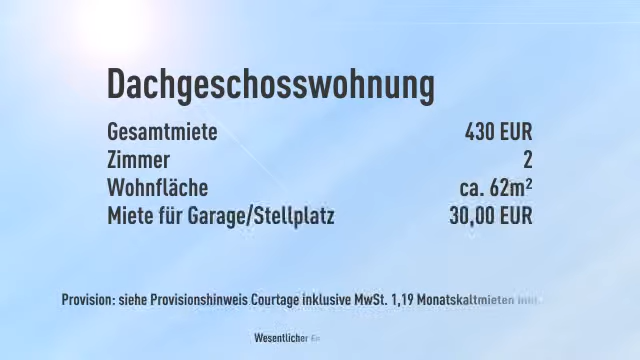 Dachgeschosswohnung
Gesamtmiete 430 EUR
Zimmer 2
Wohnfläche ca. 62m²
Miete für Garage/Stellplatz 30,00 EUR
Provision: siehe Provisionshinweis Courtage inklusive MwSt. 1,19 Monatskaltmieten inkl.
Wesentlicher